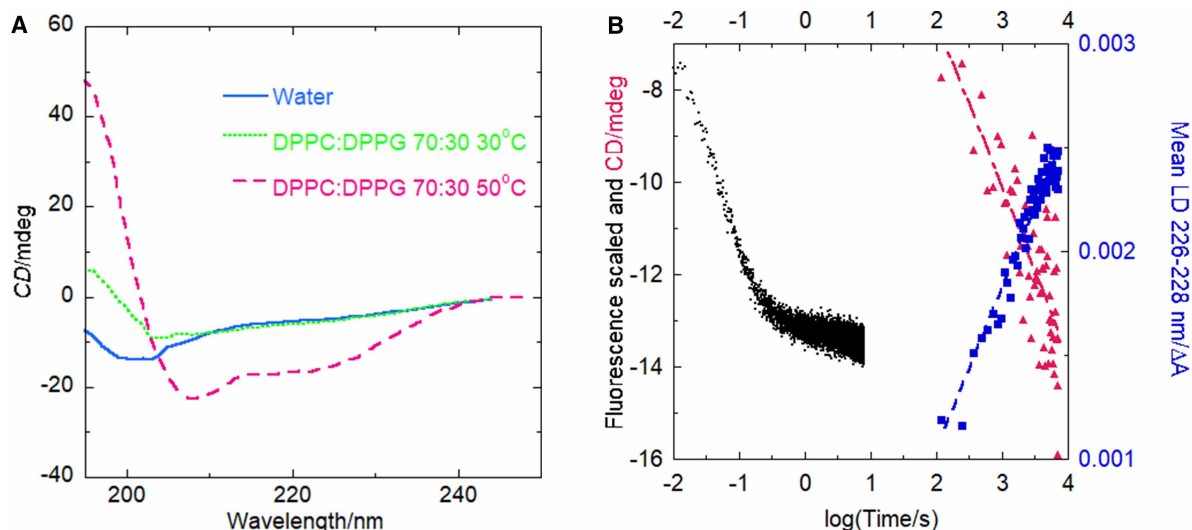 A
60
40
20
0
-20
-40
200
220
240
CD/mdeg
Wavelength/nm
Water
DPPC:DPPG 70:30 30°C
DPPC:DPPG 70:30 50°C
B
-2 -1 0 1 2 3 4
-8
-10
-12
-14
-16
Fluorescence scaled and CD/mdeg
0.003
0.002
0.001
Mean LD 226-228 nm/ΔA
-2 -1 0 1 2 3 4
log(Time/s)